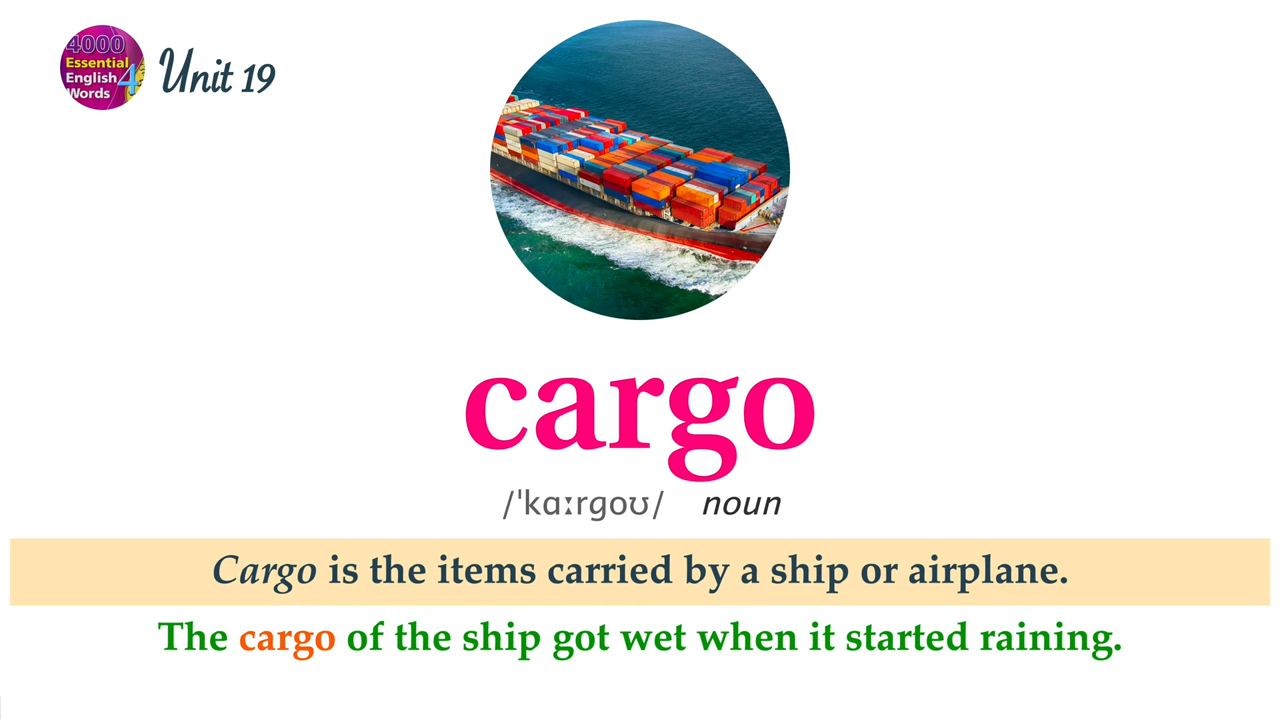 4000
Essential
English
Words 4
Unit 19
cargo
/ˈkɑːrɡoʊ/ noun
Cargo is the items carried by a ship or airplane.
The cargo of the ship got wet when it started raining.